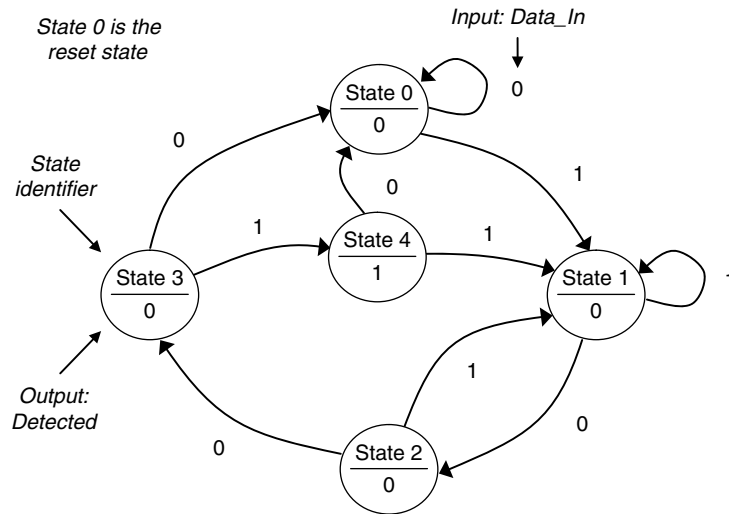 State 0 is the
reset state
Input: Data_In
State 0
0
0
0
1
State
identifier
0
1
State 4
1
1
State 3
0
State 1
0
1
Output:
Detected
1
0
0
State 2
0